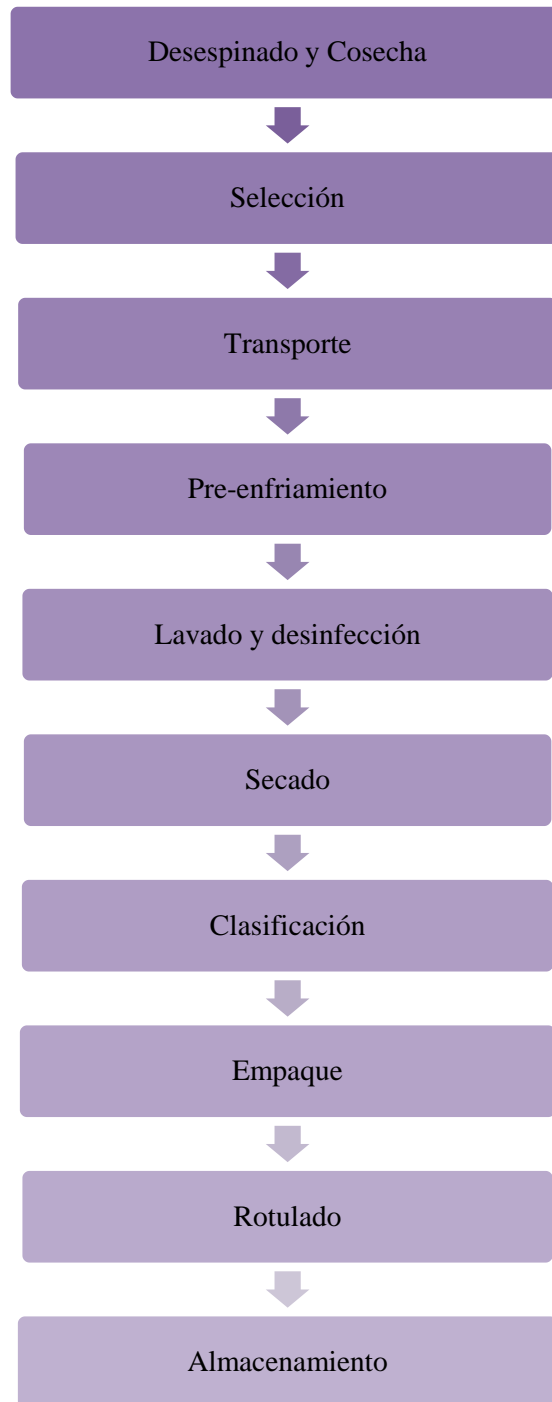 Desespinado y Cosecha
Selección
Transporte
Pre-enfriamiento
Lavado y desinfección
Secado
Clasificación
Empaque
Rotulado
Almacenamiento